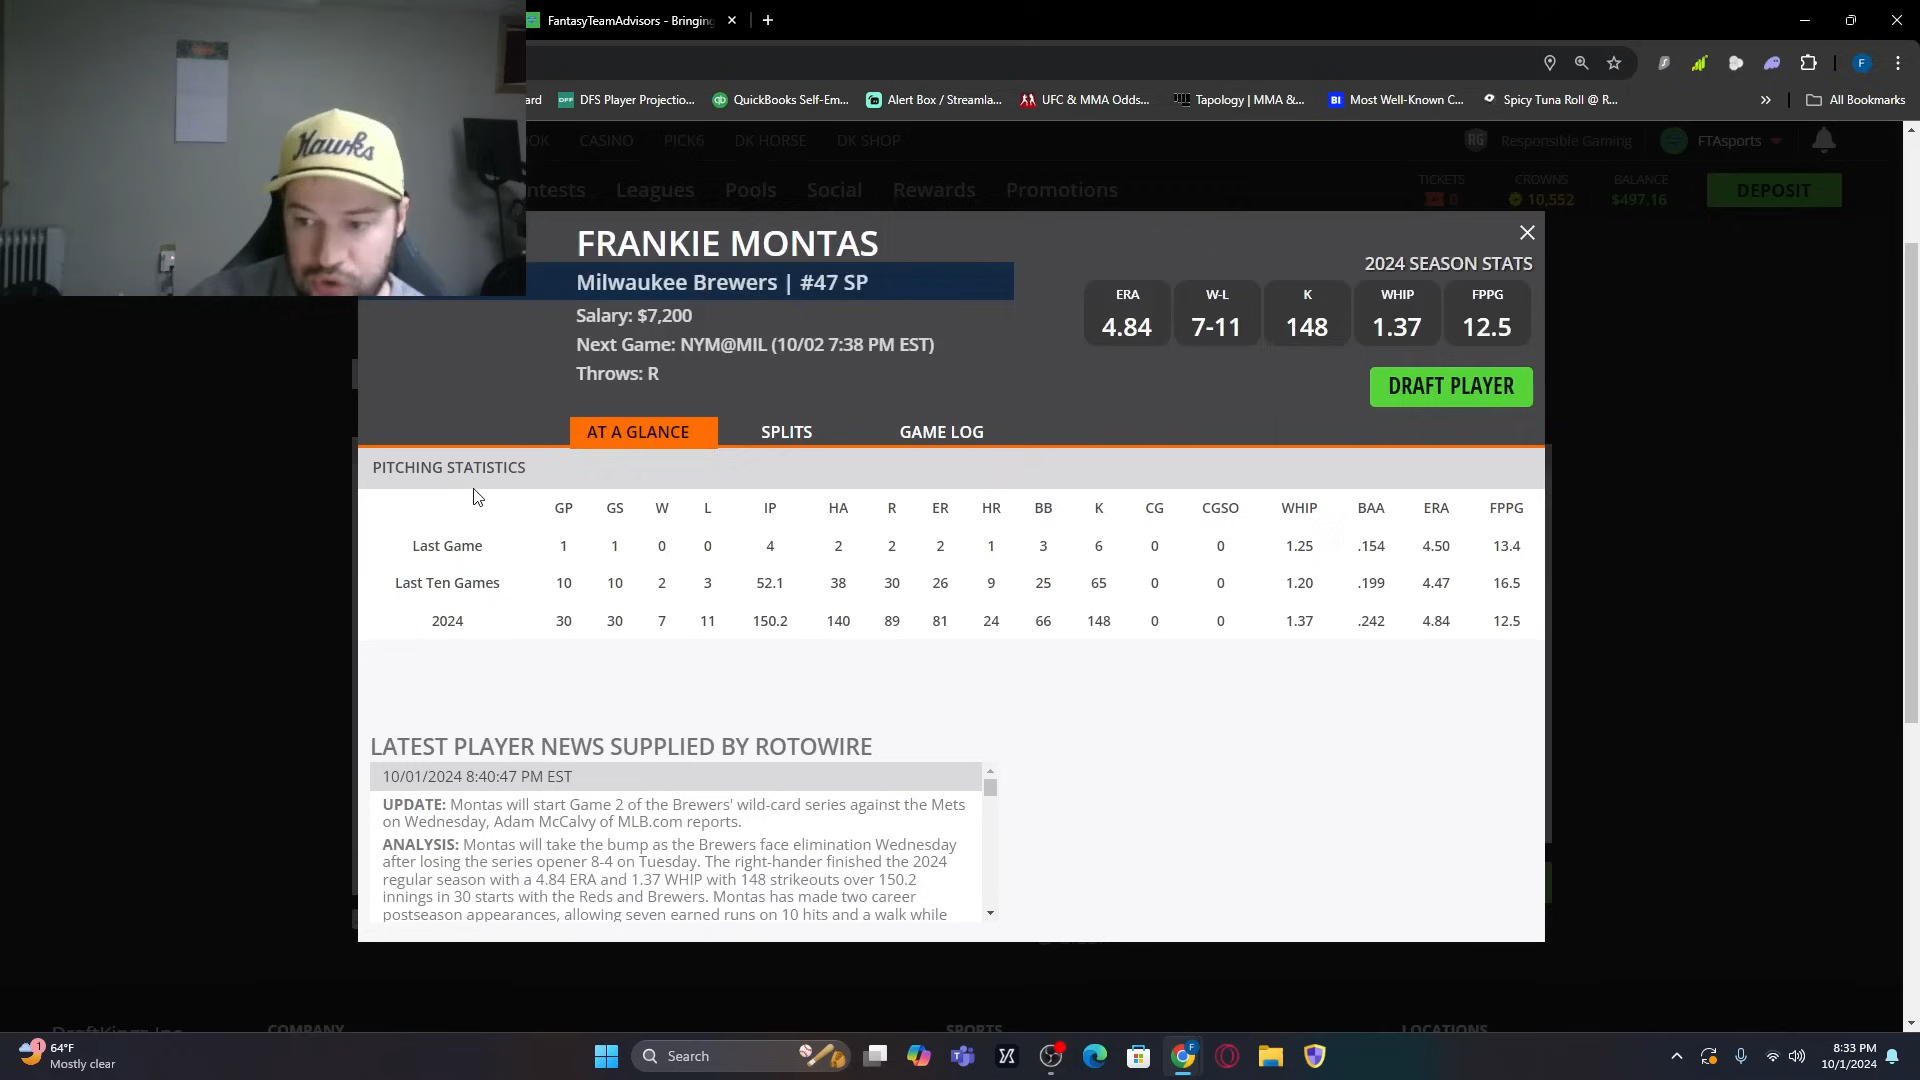 FantasyTeamAdvisors - Bringing
ard
DFS Player Projectio...
QuickBooks Self-Em...
Alert Box / Streamla...
UFC & MMA Odds...
Tapology | MMA &...
Most Well-Known C...
Spicy Tuna Roll @ R...
All Bookmarks
Hawks
OK CASINO PICK6 DK HORSE DK SHOP
RG Responsible Gaming FTAsports
ntests Leagues Pools Social Rewards Promotions
TICKETS CROWNS BALANCE
0 10,552 $497.16 DEPOSIT
FRANKIE MONTAS
Milwaukee Brewers | #47 SP
Salary: $7,200
Next Game: NYM@MIL (10/02 7:38 PM EST)
Throws: R
2024 SEASON STATS
ERA W-L K WHIP FPPG
4.84 7-11 148 1.37 12.5
DRAFT PLAYER
AT A GLANCE SPLITS GAME LOG
PITCHING STATISTICS
GP GS W L IP HA R ER HR BB K CG CGSO WHIP BAA ERA FPPG
Last Game 1 1 0 0 4 2 2 2 1 3 6 0 0 1.25 .154 4.50 13.4
Last Ten Games 10 10 2 3 52.1 38 30 26 9 25 65 0 0 1.20 .199 4.47 16.5
2024 30 30 7 11 150.2 140 89 81 24 66 148 0 0 1.37 .242 4.84 12.5
LATEST PLAYER NEWS SUPPLIED BY ROTOWIRE
10/01/2024 8:40:47 PM EST
UPDATE: Montas will start Game 2 of the Brewers' wild-card series against the Mets
on Wednesday, Adam McCalvy of MLB.com reports.
ANALYSIS: Montas will take the bump as the Brewers face elimination Wednesday
after losing the series opener 8-4 on Tuesday. The right-hander finished the 2024
regular season with a 4.84 ERA and 1.37 WHIP with 148 strikeouts over 150.2
innings in 30 starts with the Reds and Brewers. Montas has made two career
postseason appearances, allowing seven earned runs on 10 hits and a walk while
DraftKings Inc. COMPANY SPORTS LOCATIONS
64°F
Mostly clear
Search
8:33 PM
10/1/2024